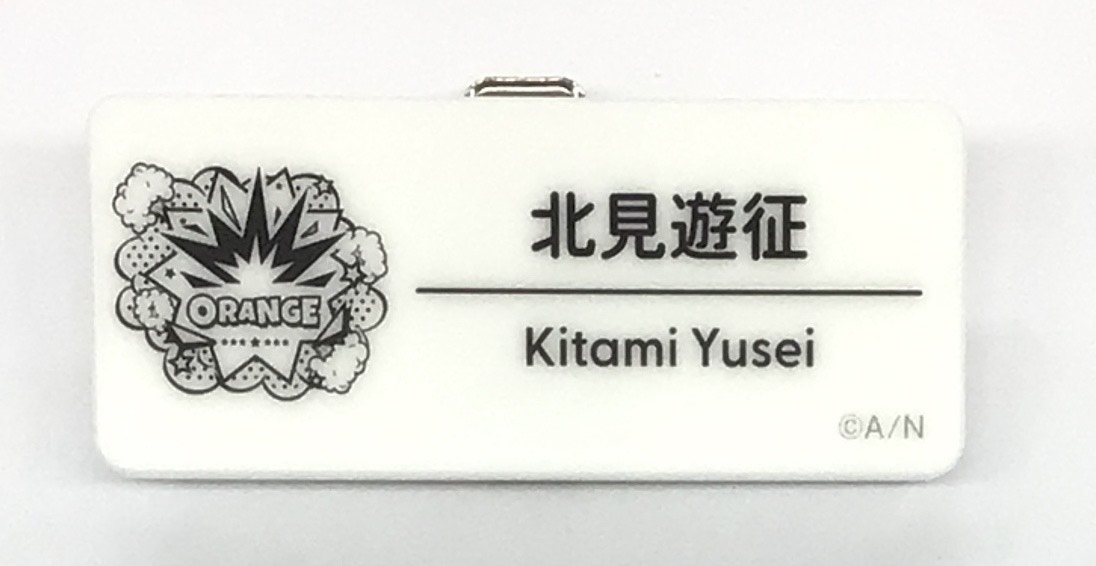 ORANGE
北見遊征
Kitami Yusei
©A/N